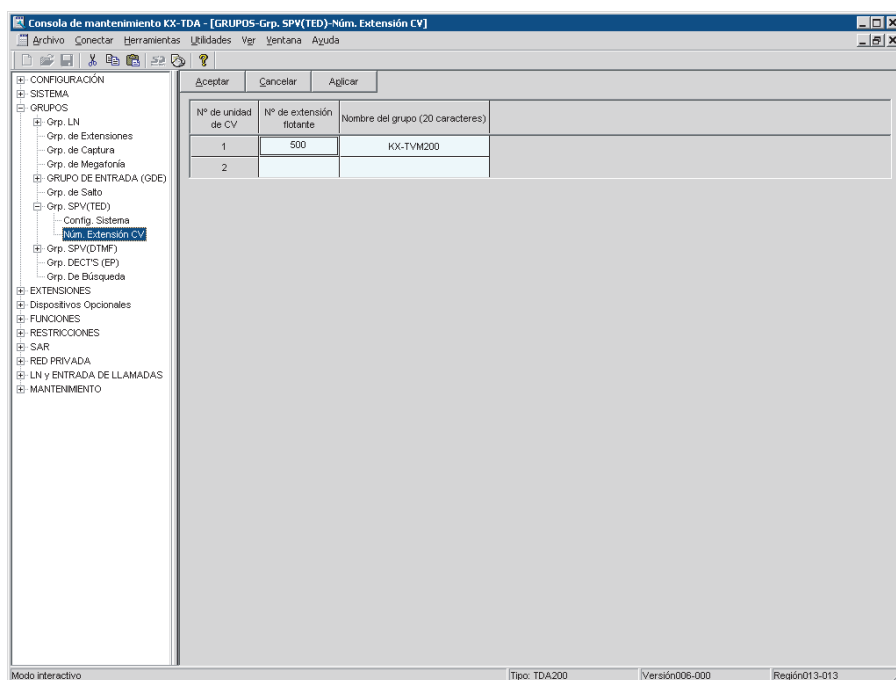 Consola de mantenimiento KX-TDA - [GRUPOS-Grp. SPV(TED)-Núm. Extensión CV]
Archivo Conectar Herramientas Utilidades Ver Ventana Ayuda
Aceptar Cancelar Aplicar
CONFIGURACIÓN
SISTEMA
GRUPOS
Grp. LN
Grp. de Extensiones
Grp. de Captura
Grp. de Megafonía
GRUPO DE ENTRADA (GDE)
Grp. de Salto
Grp. SPV(TED)
Config. Sistema
Núm. Extensión CV
Grp. SPV(DTMF)
Grp. DECT'S (EP)
Grp. De Búsqueda
EXTENSIONES
Dispositivos Opcionales
FUNCIONES
RESTRICCIONES
SAR
RED PRIVADA
LN y ENTRADA DE LLAMADAS
MANTENIMIENTO
Nº de unidad de CV
Nº de extensión flotante
Nombre del grupo (20 caracteres)
1 500 KX-TVM200
2
Modo interactivo Tipo: TDA200 Versión006-000 Región013-013